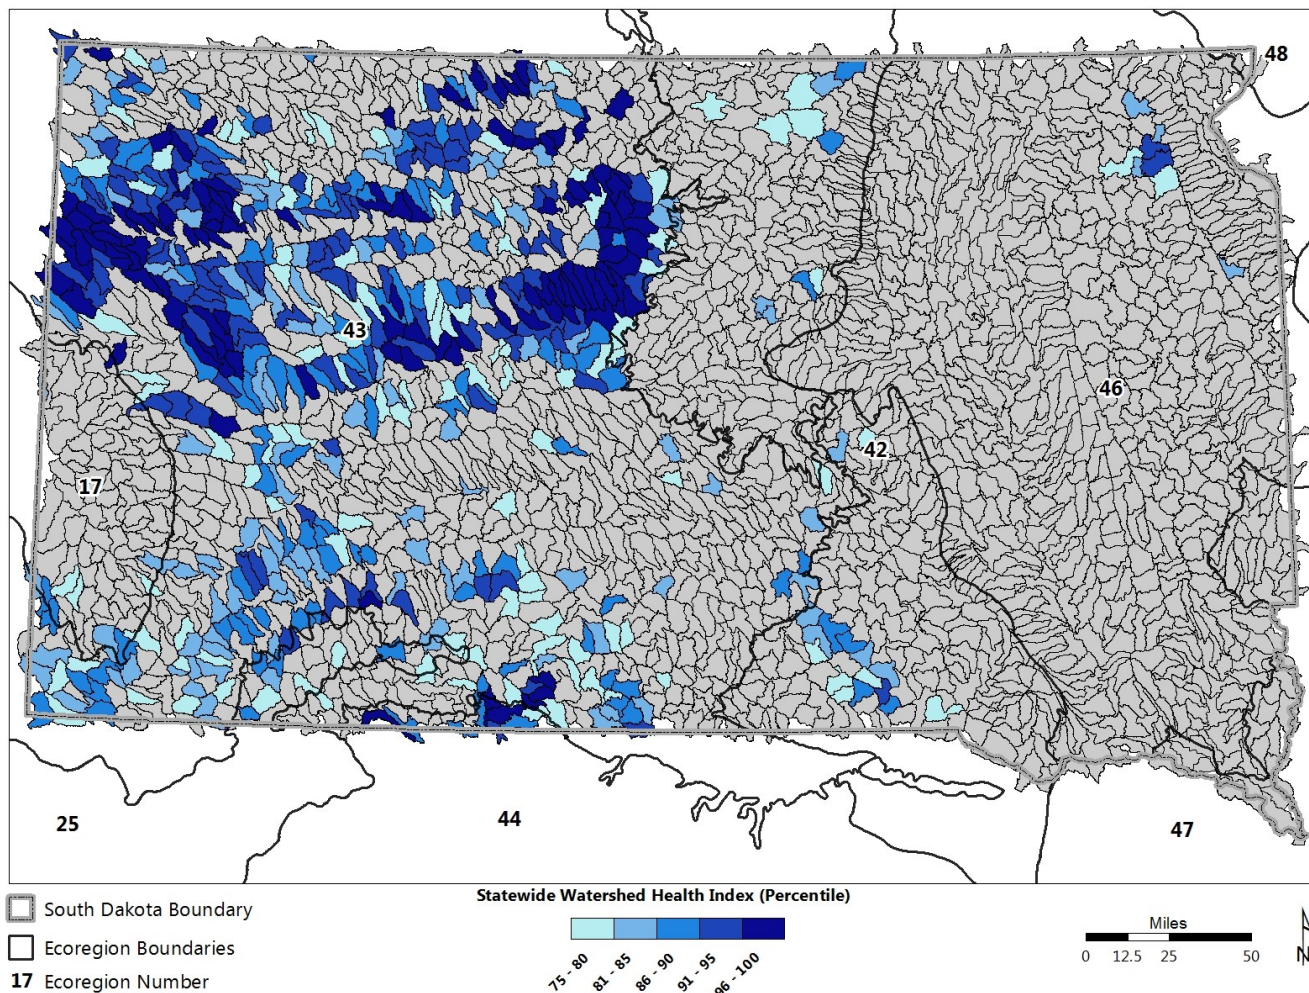 48
43
46
42
17
25
44
47
Statewide Watershed Health Index (Percentile)
South Dakota Boundary
Ecoregion Boundaries
17 Ecoregion Number
75 - 80
81 - 85
86 - 90
91 - 95
96 - 100
Miles
0 12.5 25 50
N